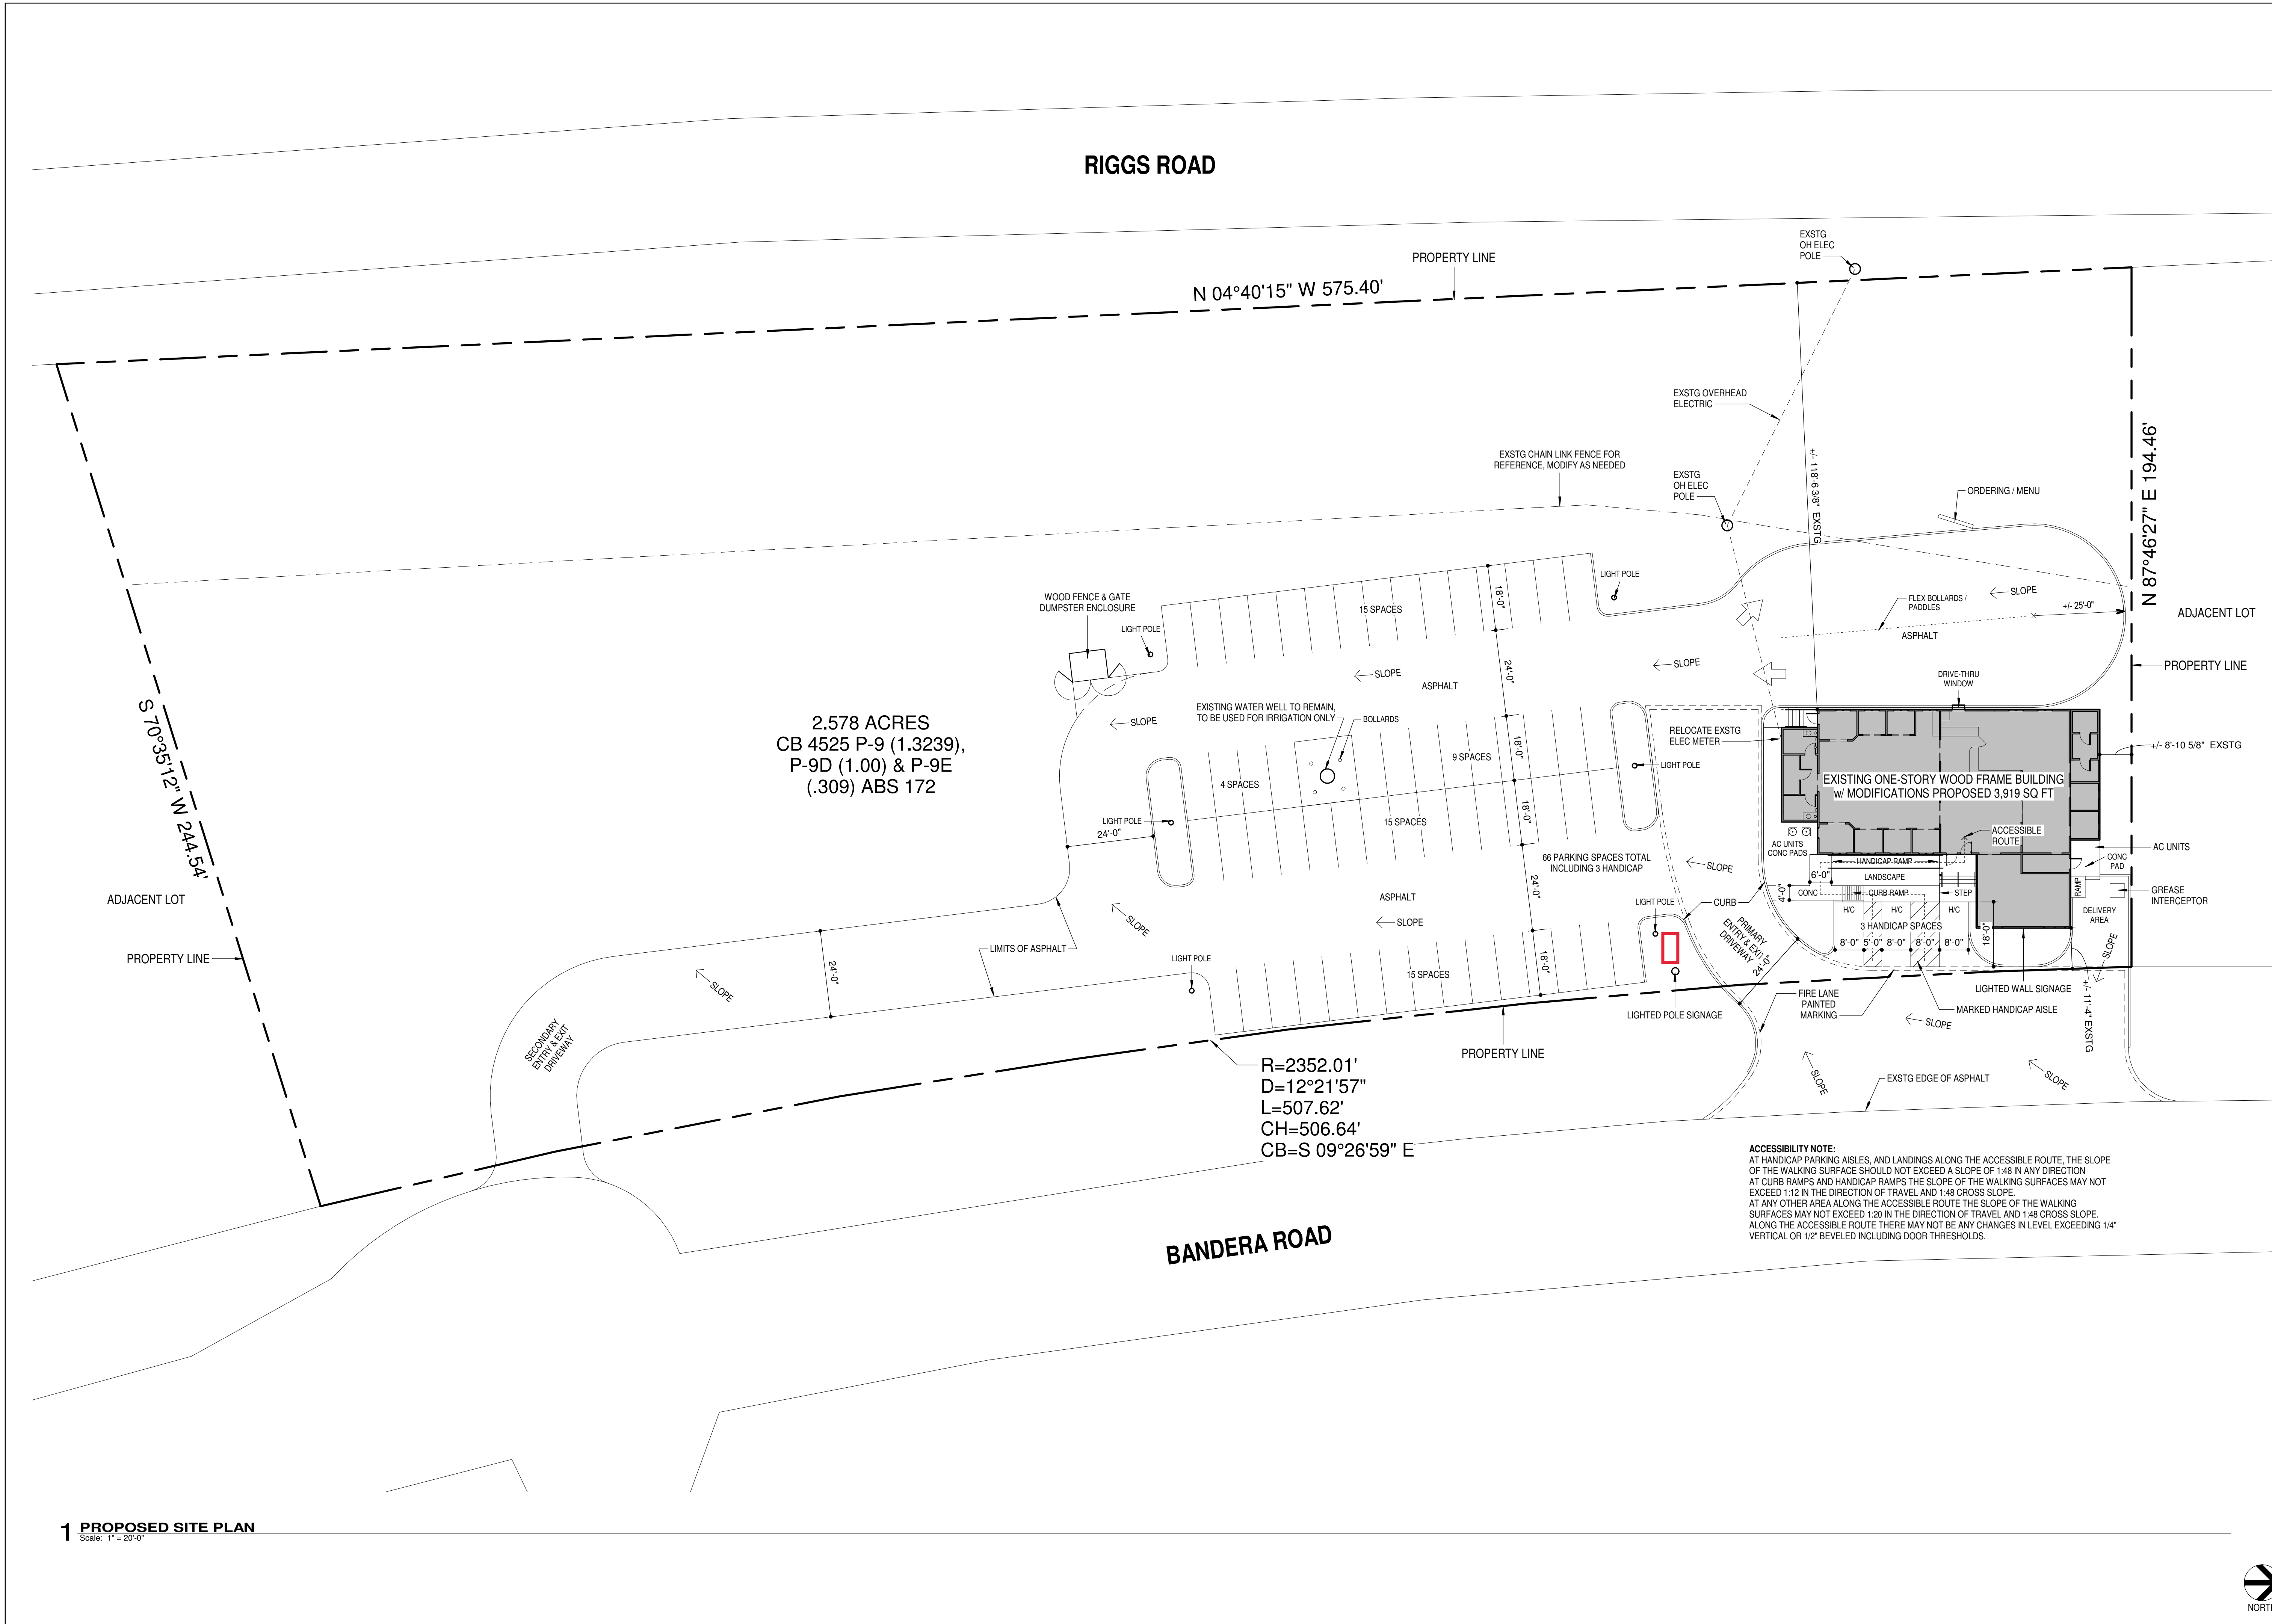 RIGGS ROAD
EXSTG
OH ELEC
POLE
PROPERTY LINE
N 04°40'15" W 575.40'
EXSTG OVERHEAD
ELECTRIC
+/- 118'-6 3/8" EXSTG
N 87°46'27" E 194.46'
EXSTG CHAIN LINK FENCE FOR
REFERENCE, MODIFY AS NEEDED
EXSTG
OH ELEC
POLE
ORDERING / MENU
LIGHT POLE
WOOD FENCE & GATE
DUMPSTER ENCLOSURE
LIGHT POLE
15 SPACES
18'-0"
SLOPE
FLEX BOLLARDS /
PADDLES
+/- 25'-0"
ADJACENT LOT
ASPHALT
SLOPE
SLOPE
24'-0"
ASPHALT
PROPERTY LINE
DRIVE-THRU
WINDOW
S 70°35'12" W 244.54'
2.578 ACRES
CB 4525 P-9 (1.3239),
P-9D (1.00) & P-9E
(.309) ABS 172
SLOPE
EXISTING WATER WELL TO REMAIN,
TO BE USED FOR IRRIGATION ONLY
BOLLARDS
RELOCATE EXSTG
ELEC METER
18'-0"
9 SPACES
LIGHT POLE
+/- 8'-10 5/8" EXSTG
4 SPACES
EXISTING ONE-STORY WOOD FRAME BUILDING
w/ MODIFICATIONS PROPOSED 3,919 SQ FT
LIGHT POLE
24'-0"
15 SPACES
18'-0"
ACCESSIBLE
ROUTE
AC UNITS
CONC PADS
AC UNITS
CONC
PAD
66 PARKING SPACES TOTAL
INCLUDING 3 HANDICAP
SLOPE
HANDICAP RAMP
6'-0"
LANDSCAPE
4'-0"
CONC
CURB RAMP
STEP
RAMP
GREASE
INTERCEPTOR
ADJACENT LOT
ASPHALT
24'-0"
LIGHT POLE
CURB
H/C
H/C
H/C
DELIVERY
AREA
SLOPE
SLOPE
PRIMARY
ENTRY & EXIT
DRIVEWAY
24'-0"
3 HANDICAP SPACES
8'-0"
5'-0"
8'-0"
8'-0"
8'-0"
18'-0"
SLOPE
PROPERTY LINE
LIMITS OF ASPHALT
24'-0"
LIGHT POLE
15 SPACES
18'-0"
SLOPE
LIGHTED POLE SIGNAGE
FIRE LANE
PAINTED
MARKING
LIGHTED WALL SIGNAGE
MARKED HANDICAP AISLE
+/- 11'-4" EXSTG
SLOPE
SECONDARY
ENTRY & EXIT
DRIVEWAY
PROPERTY LINE
R=2352.01'
D=12°21'57"
L=507.62'
CH=506.64'
CB=S 09°26'59" E
SLOPE
SLOPE
EXSTG EDGE OF ASPHALT
ACCESSIBILITY NOTE:
AT HANDICAP PARKING AISLES, AND LANDINGS ALONG THE ACCESSIBLE ROUTE, THE SLOPE
OF THE WALKING SURFACE SHOULD NOT EXCEED A SLOPE OF 1:48 IN ANY DIRECTION
AT CURB RAMPS AND HANDICAP RAMPS THE SLOPE OF THE WALKING SURFACES MAY NOT
EXCEED 1:12 IN THE DIRECTION OF TRAVEL AND 1:48 CROSS SLOPE.
AT ANY OTHER AREA ALONG THE ACCESSIBLE ROUTE THE SLOPE OF THE WALKING
SURFACES MAY NOT EXCEED 1:20 IN THE DIRECTION OF TRAVEL AND 1:48 CROSS SLOPE.
ALONG THE ACCESSIBLE ROUTE THERE MAY NOT BE ANY CHANGES IN LEVEL EXCEEDING 1/4"
VERTICAL OR 1/2" BEVELED INCLUDING DOOR THRESHOLDS.
BANDERA ROAD
1 PROPOSED SITE PLAN
Scale: 1" = 20'-0"
NORTH